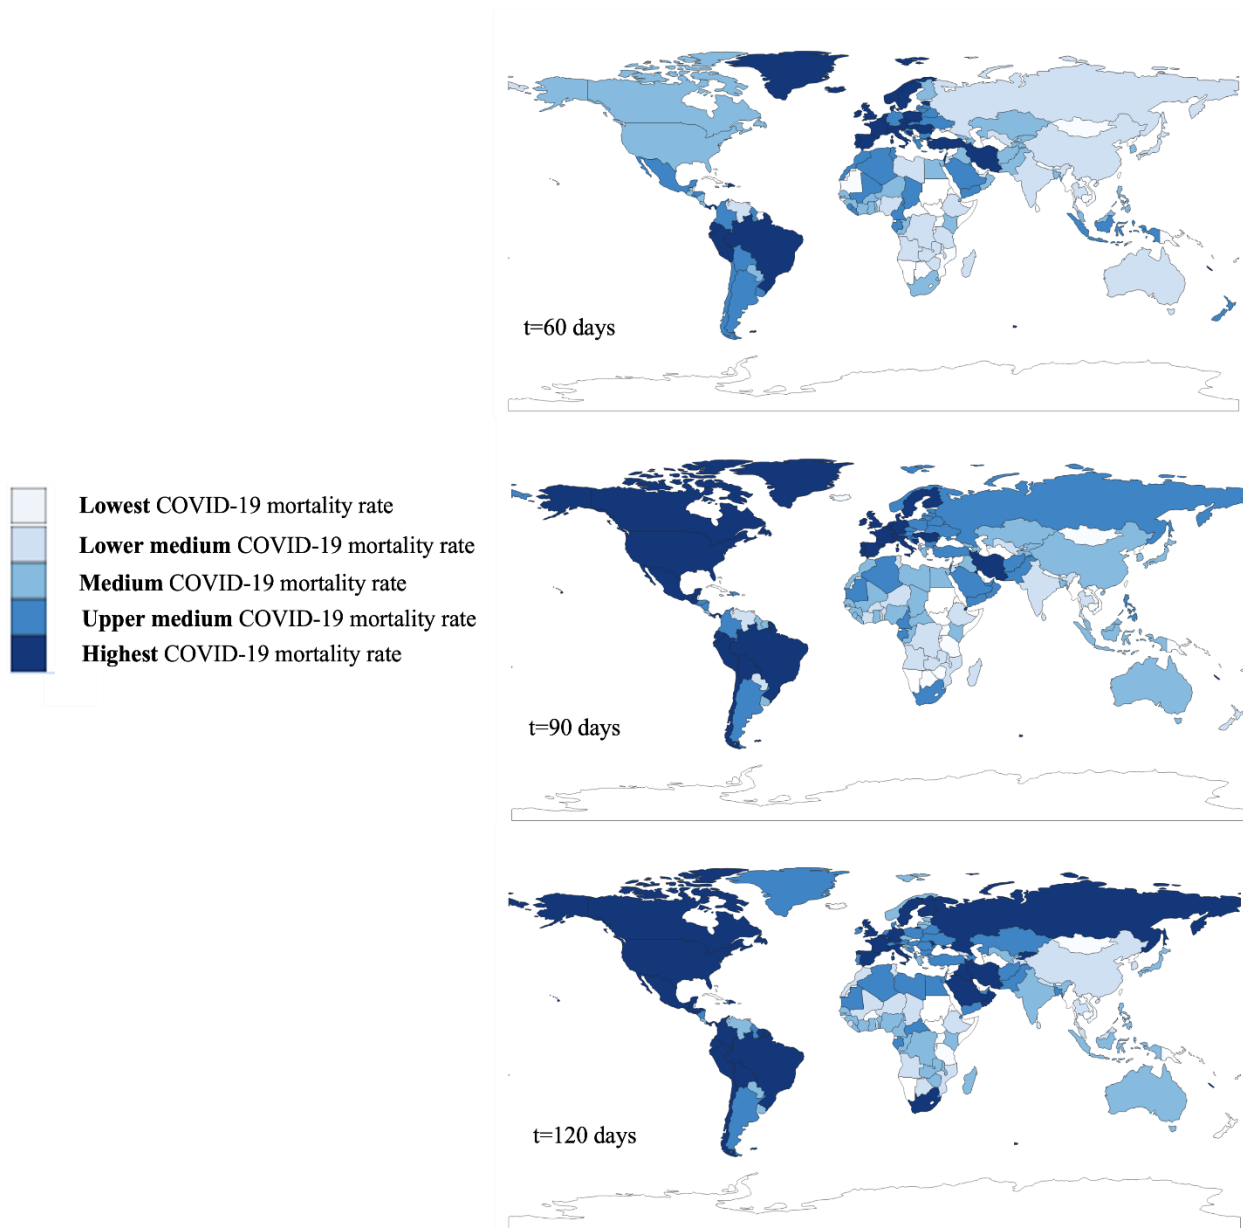 t=60 days
Lowest COVID-19 mortality rate
Lower medium COVID-19 mortality rate
Medium COVID-19 mortality rate
Upper medium COVID-19 mortality rate
Highest COVID-19 mortality rate
t=90 days
t=120 days